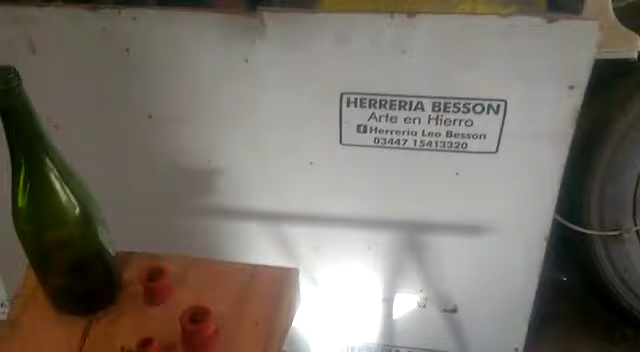 HERRERIA BESSON
Arte en Hierro
Herreria Leo Besson
03447 15413320